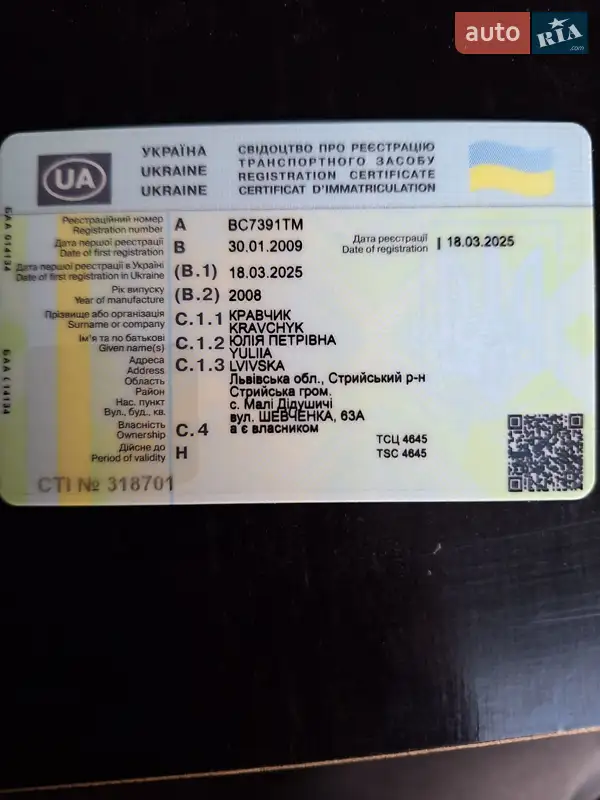 auto RIA .com
УКРАЇНА
UKRAINE
UKRAINE
СВІДОЦТВО ПРО РЕЄСТРАЦІЮ
ТРАНСПОРТНОГО ЗАСОБУ
REGISTRATION CERTIFICATE
CERTIFICAT D'IMMATRICULATION
UA
Реєстраційний номер
Registration number
A BC7391TM
Дата першої реєстрації
Date of first registration
B 30.01.2009
Дата реєстрації
Date of registration
I 18.03.2025
Дата першої реєстрації в Україні
Date of first registration in Ukraine
(B.1) 18.03.2025
Рік випуску
Year of manufacture
(B.2) 2008
Прізвище або організація
Surname or company
C.1.1 КРАВЧИК
KRAVCHYK
Ім'я та по батькові
Given name(s)
C.1.2 ЮЛІЯ ПЕТРІВНА
YULIIA
Адреса
Address
C.1.3 LVIVSKA
Область
Район
Нас. пункт
Вул., буд., кв.
Львівська обл., Стрийський р-н
Стрийська гром.
с. Малі Дідушичі
вул. ШЕВЧЕНКА, 63А
Власність
Ownership
C.4 а є власником
Дійсне до
Period of validity
H
ТСЦ 4645
TSC 4645
СТІ № 318701